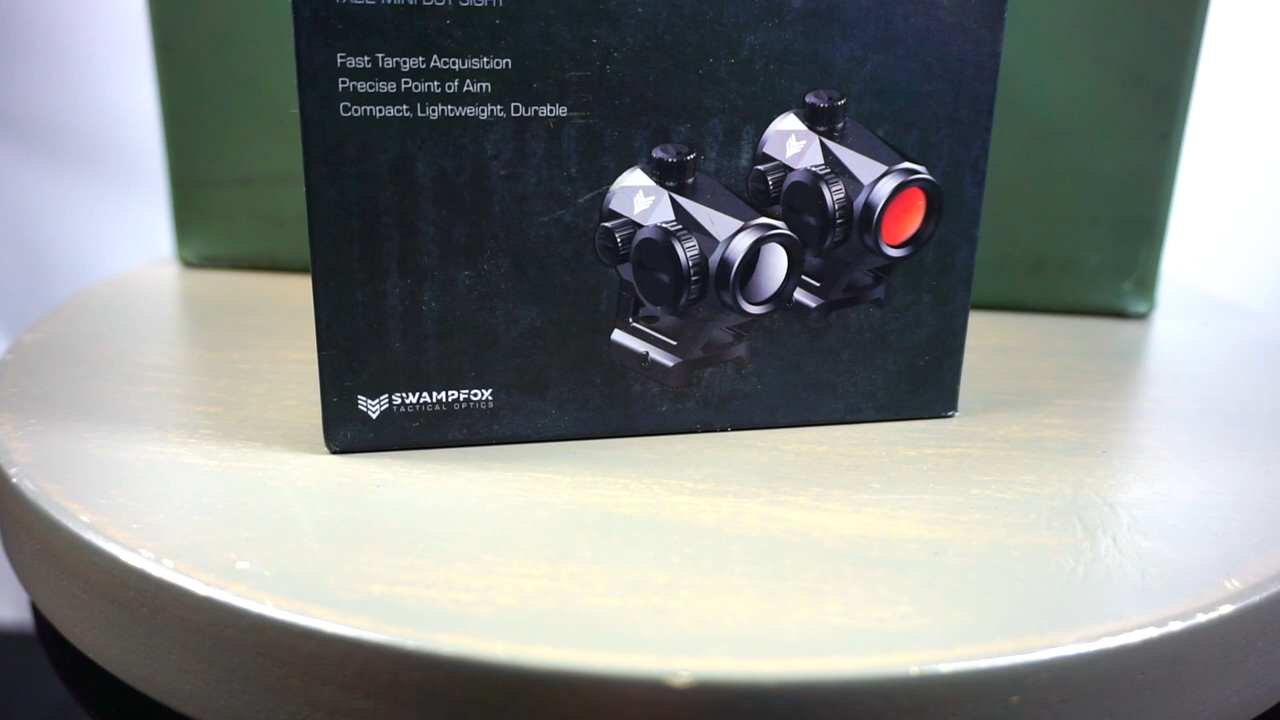 Fast Target Acquisition
Precise Point of Aim
Compact, Lightweight, Durable
SWAMPFOX
TACTICAL OPTICS